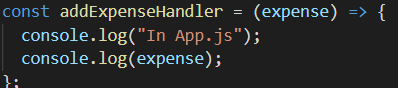 const addExpenseHandler = (expense) => {
  console.log("In App.js");
  console.log(expense);
};